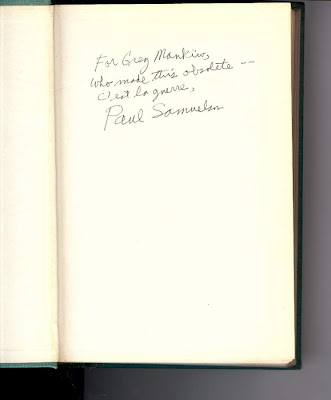 For Greg Mankiw,
who made this obsolete --
c'est la guerre,
Paul Samuelson